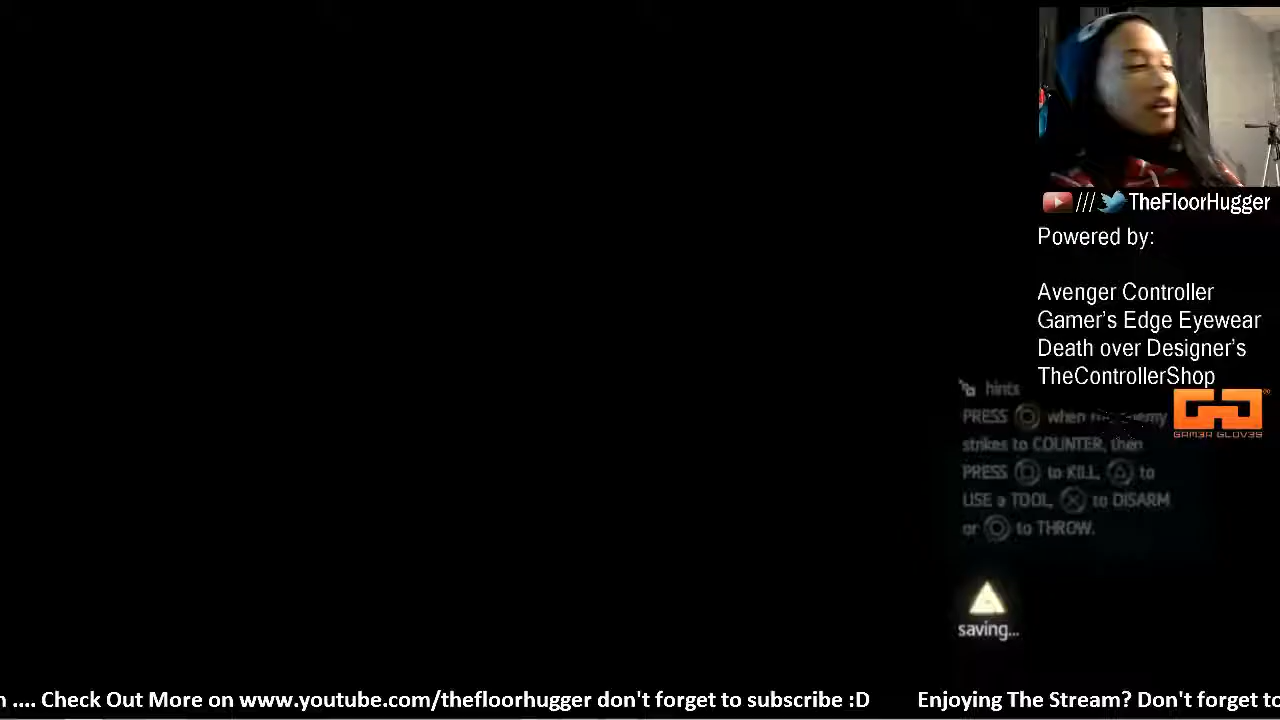 TheFloorHugger
Powered by:
Avenger Controller
Gamer's Edge Eyewear
Death over Designer's
TheControllerShop
GAM3R GLOV3S
hints
PRESS when
strikes to COUNTER, then
PRESS to KILL, to
USE a TOOL, to DISARM
or to THROW.
saving...
.... Check Out More on www.youtube.com/thefloorhugger don't forget to subscribe :D Enjoying The Stream? Don't forget to